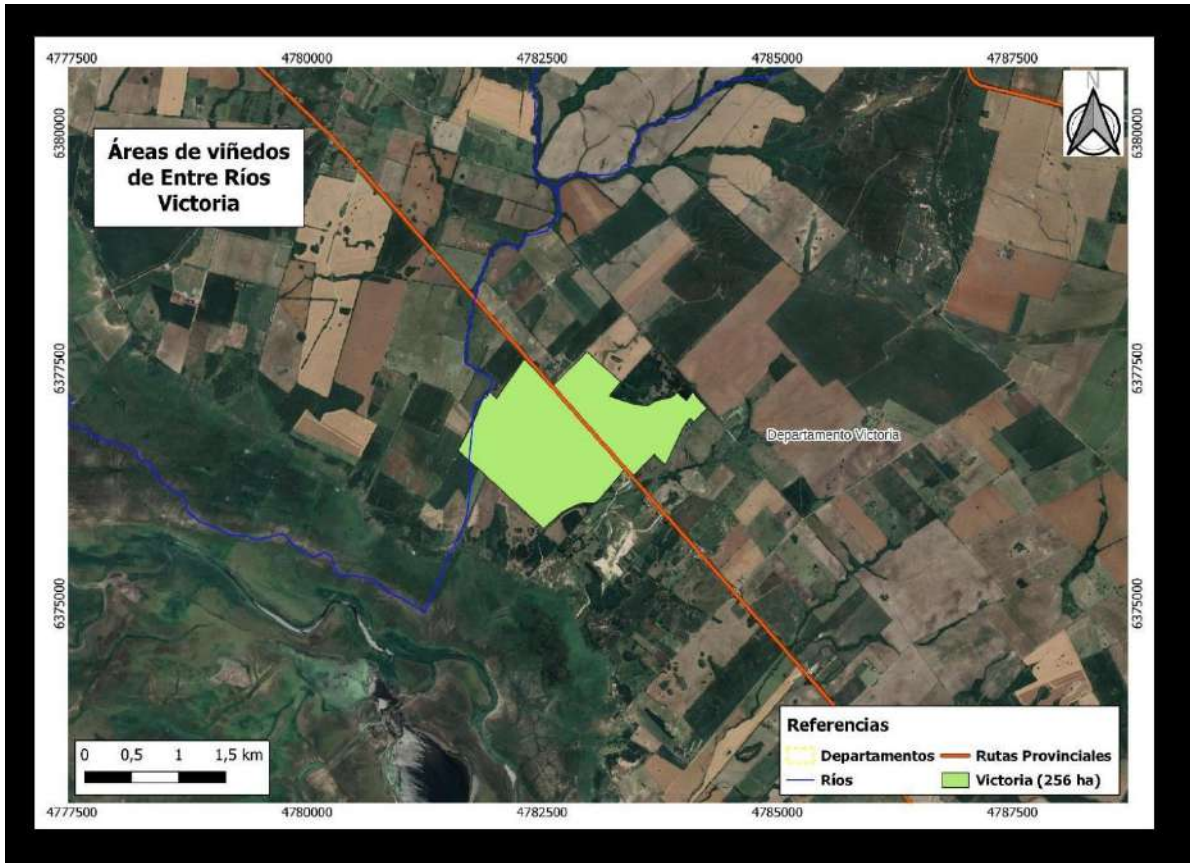 4777500 4780000 4782500 4785000 4787500
N
6380000 6380000
Áreas de viñedos
de Entre Ríos
Victoria
6377500 6377500
Departamento Victoria
6375000 6375000
Referencias
Departamentos Rutas Provinciales
Ríos Victoria (256 ha)
0 0,5 1 1,5 km
4777500 4780000 4782500 4785000 4787500